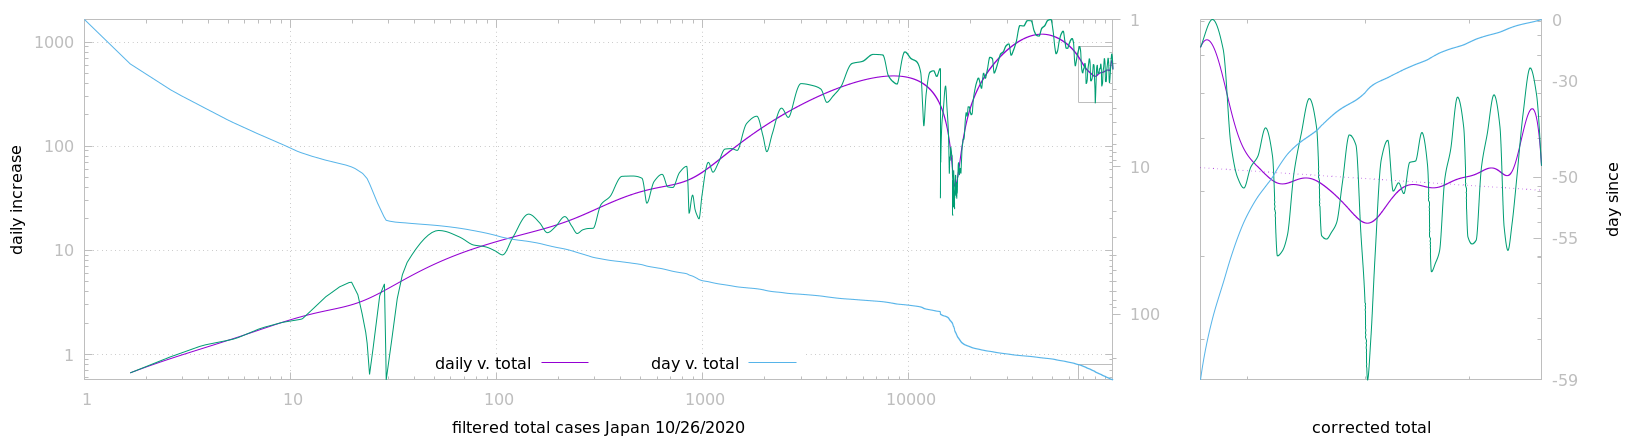 daily increase
1000
100
10
1
1
10
100
daily v. total
day v. total
1
10
100
1000
10000
filtered total cases Japan 10/26/2020
0
-30
-50
-55
-59
day since
corrected total